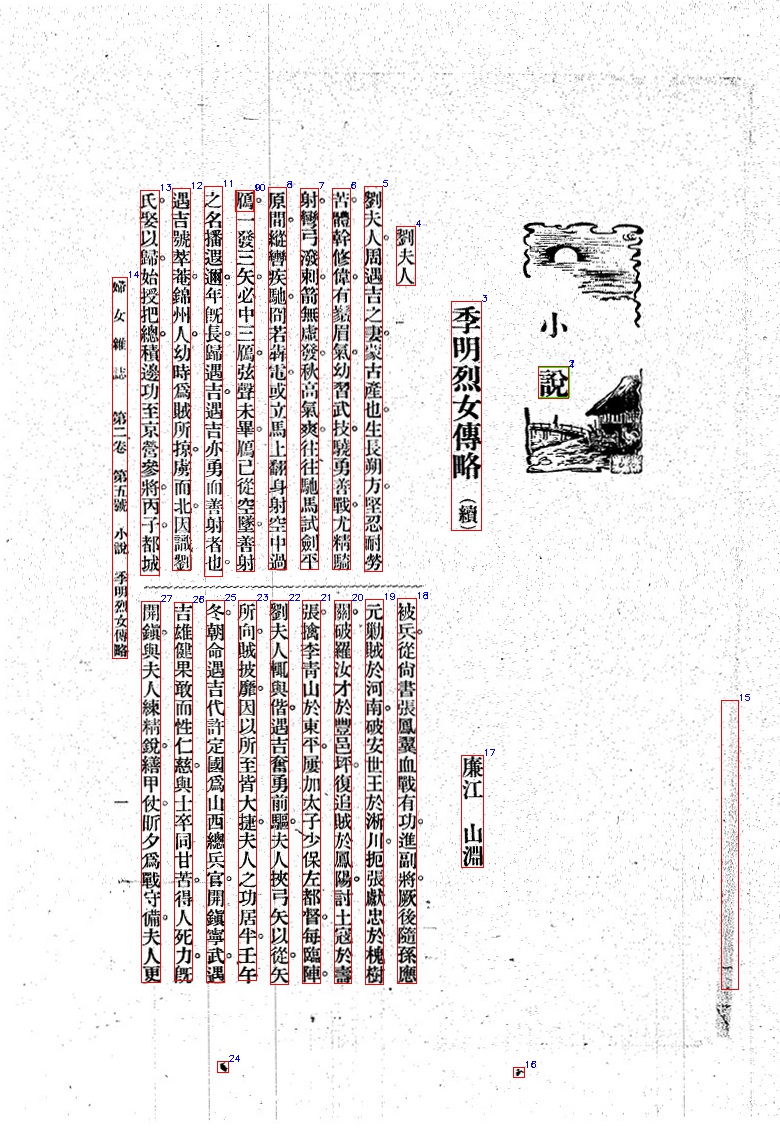 小說
季明烈女傳略（續）
廉江 山淵
劉夫人
劉夫人周遇吉之妻蒙古產也生長朔方堅忍耐勞
苦體幹修偉有鬚眉氣幼習武技驍勇善戰尤精騎
射彎弓潑剌箭無虛發秋高氣爽往往馳馬試劍平
原間縱轡疾馳閃若犇電或立馬上翻身射空中過
鴈一發三矢必中三鴈弦聲未畢鴈已從空墜善射
之名播遐邇年旣長歸遇吉遇吉亦勇而善射者也
遇吉號萃菴錦州人幼時爲賊所掠虜而北因識劉
氏娶以歸始授把總積邊功至京營參將丙子都城
被兵從尙書張鳳翼血戰有功進副將厥後隨孫應
元勦賊於河南破安世王於淅川扼張獻忠於槐樹
關破羅汝才於豐邑坪復追賊於鳳陽討土寇於壽
張擒李靑山於東平屢加太子少保左都督每臨陣
劉夫人輒與偕遇吉奮勇前驅夫人挾弓矢以從矢
所向賊披靡因以所至皆大捷夫人之功居半壬午
冬朝命遇吉代許定國爲山西總兵官開鎭寧武遇
吉雄健果敢而性仁慈與士卒同甘苦得人死力旣
開鎭與夫人練精銳繕甲仗昕夕爲戰守備夫人更
婦女雜誌 第二卷 第五號 小說 季明烈女傳略
一